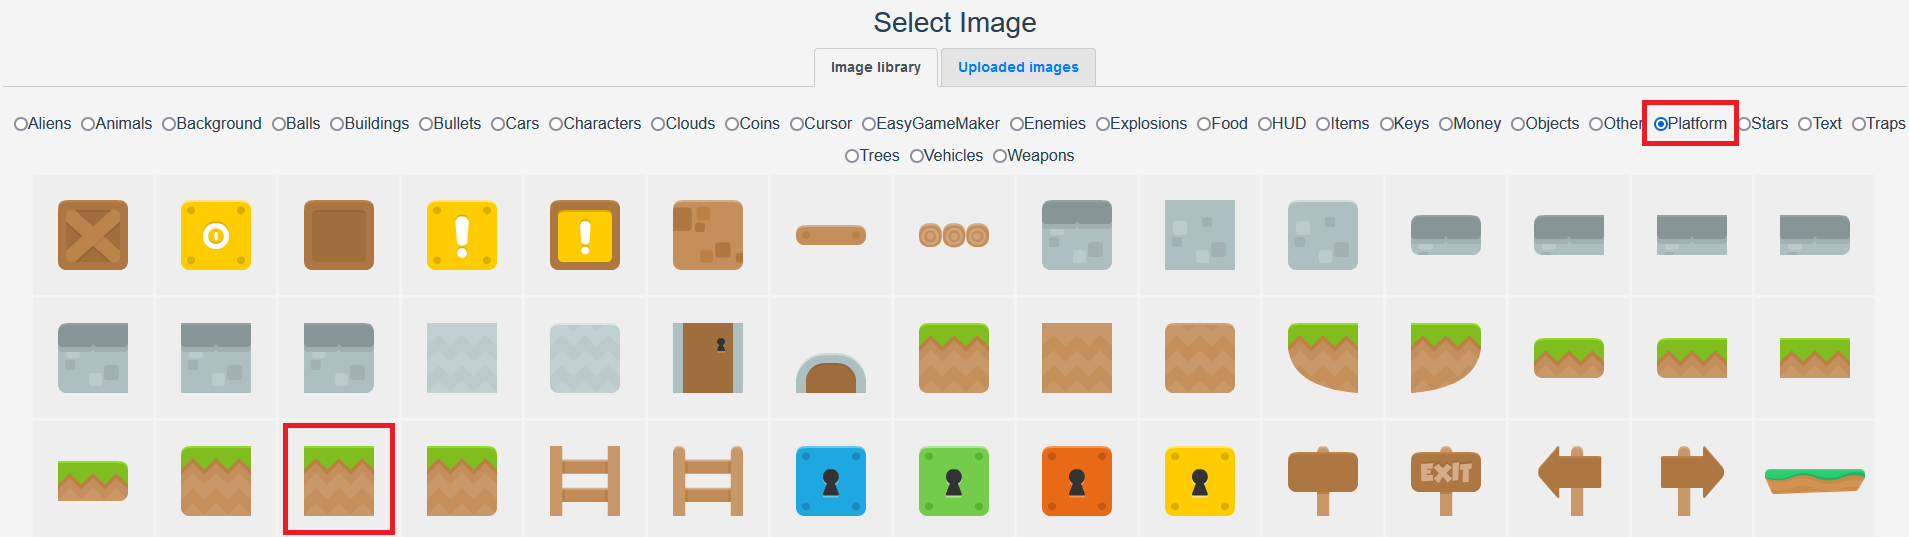 Select Image
Image library Uploaded images
Aliens Animals Background Balls Buildings Bullets Cars Characters Clouds Coins Cursor EasyGameMaker Enemies Explosions Food HUD Items Keys Money Objects Other Platform Stars Text Traps
Trees Vehicles Weapons
! !
EXIT